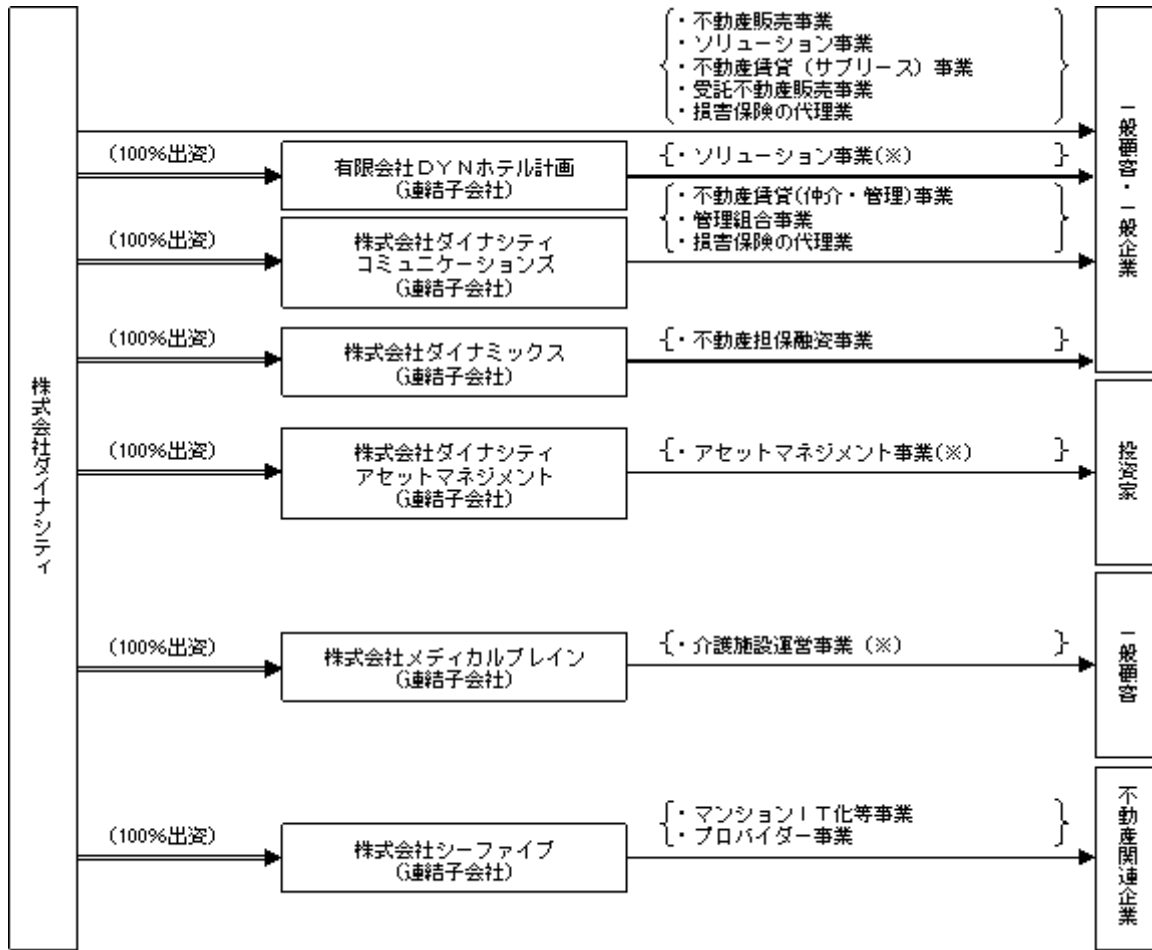 株式会社ダイナシティ
・不動産販売事業
・ソリューション事業
・不動産賃貸（サブリース）事業
・受託不動産販売事業
・損害保険の代理業
一般顧客・一般企業
(100%出資)
有限会社ＤＹＮホテル計画
(連結子会社)
・ソリューション事業(※)
(100%出資)
株式会社ダイナシティ
コミュニケーションズ
(連結子会社)
・不動産賃貸(仲介・管理)事業
・管理組合事業
・損害保険の代理業
(100%出資)
株式会社ダイナミックス
(連結子会社)
・不動産担保融資事業
(100%出資)
株式会社ダイナシティ
アセットマネジメント
(連結子会社)
・アセットマネジメント事業(※)
投資家
(100%出資)
株式会社メディカルブレイン
(連結子会社)
・介護施設運営事業（※）
一般顧客
(100%出資)
株式会社シーファイブ
(連結子会社)
・マンションＩＴ化等事業
・プロバイダー事業
不動産関連企業